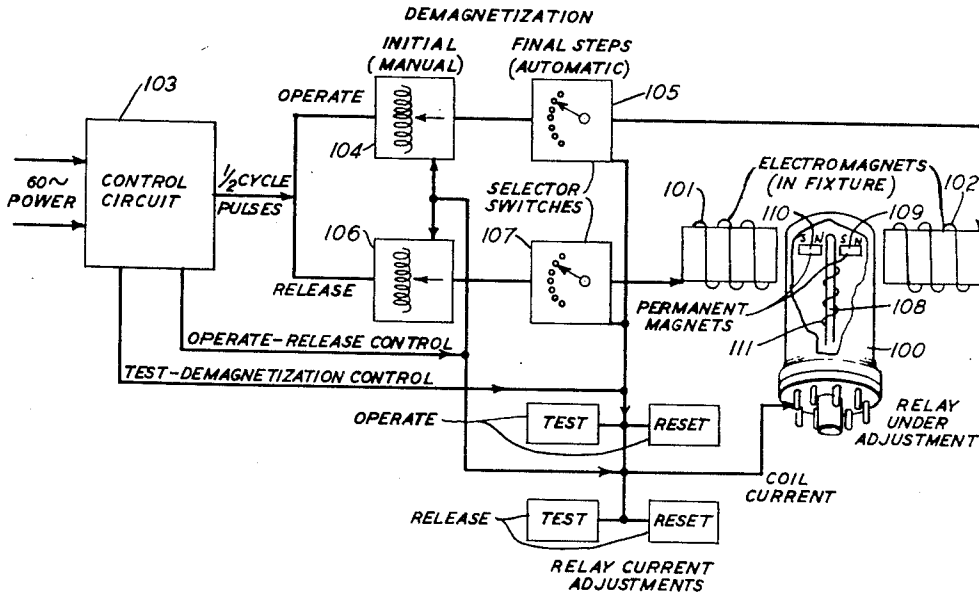 DEMAGNETIZATION
INITIAL
(MANUAL)
FINAL STEPS
(AUTOMATIC)
103
OPERATE
104
105
60~
POWER
CONTROL
CIRCUIT
1/2 CYCLE
PULSES
SELECTOR
SWITCHES
106
107
RELEASE
ELECTROMAGNETS
(IN FIXTURE)
101
102
110
109
S N
S N
PERMANENT
MAGNETS
108
111
100
OPERATE-RELEASE CONTROL
TEST-DEMAGNETIZATION CONTROL
RELAY
UNDER
ADJUSTMENT
OPERATE
TEST
RESET
COIL
CURRENT
RELEASE
TEST
RESET
RELAY CURRENT
ADJUSTMENTS